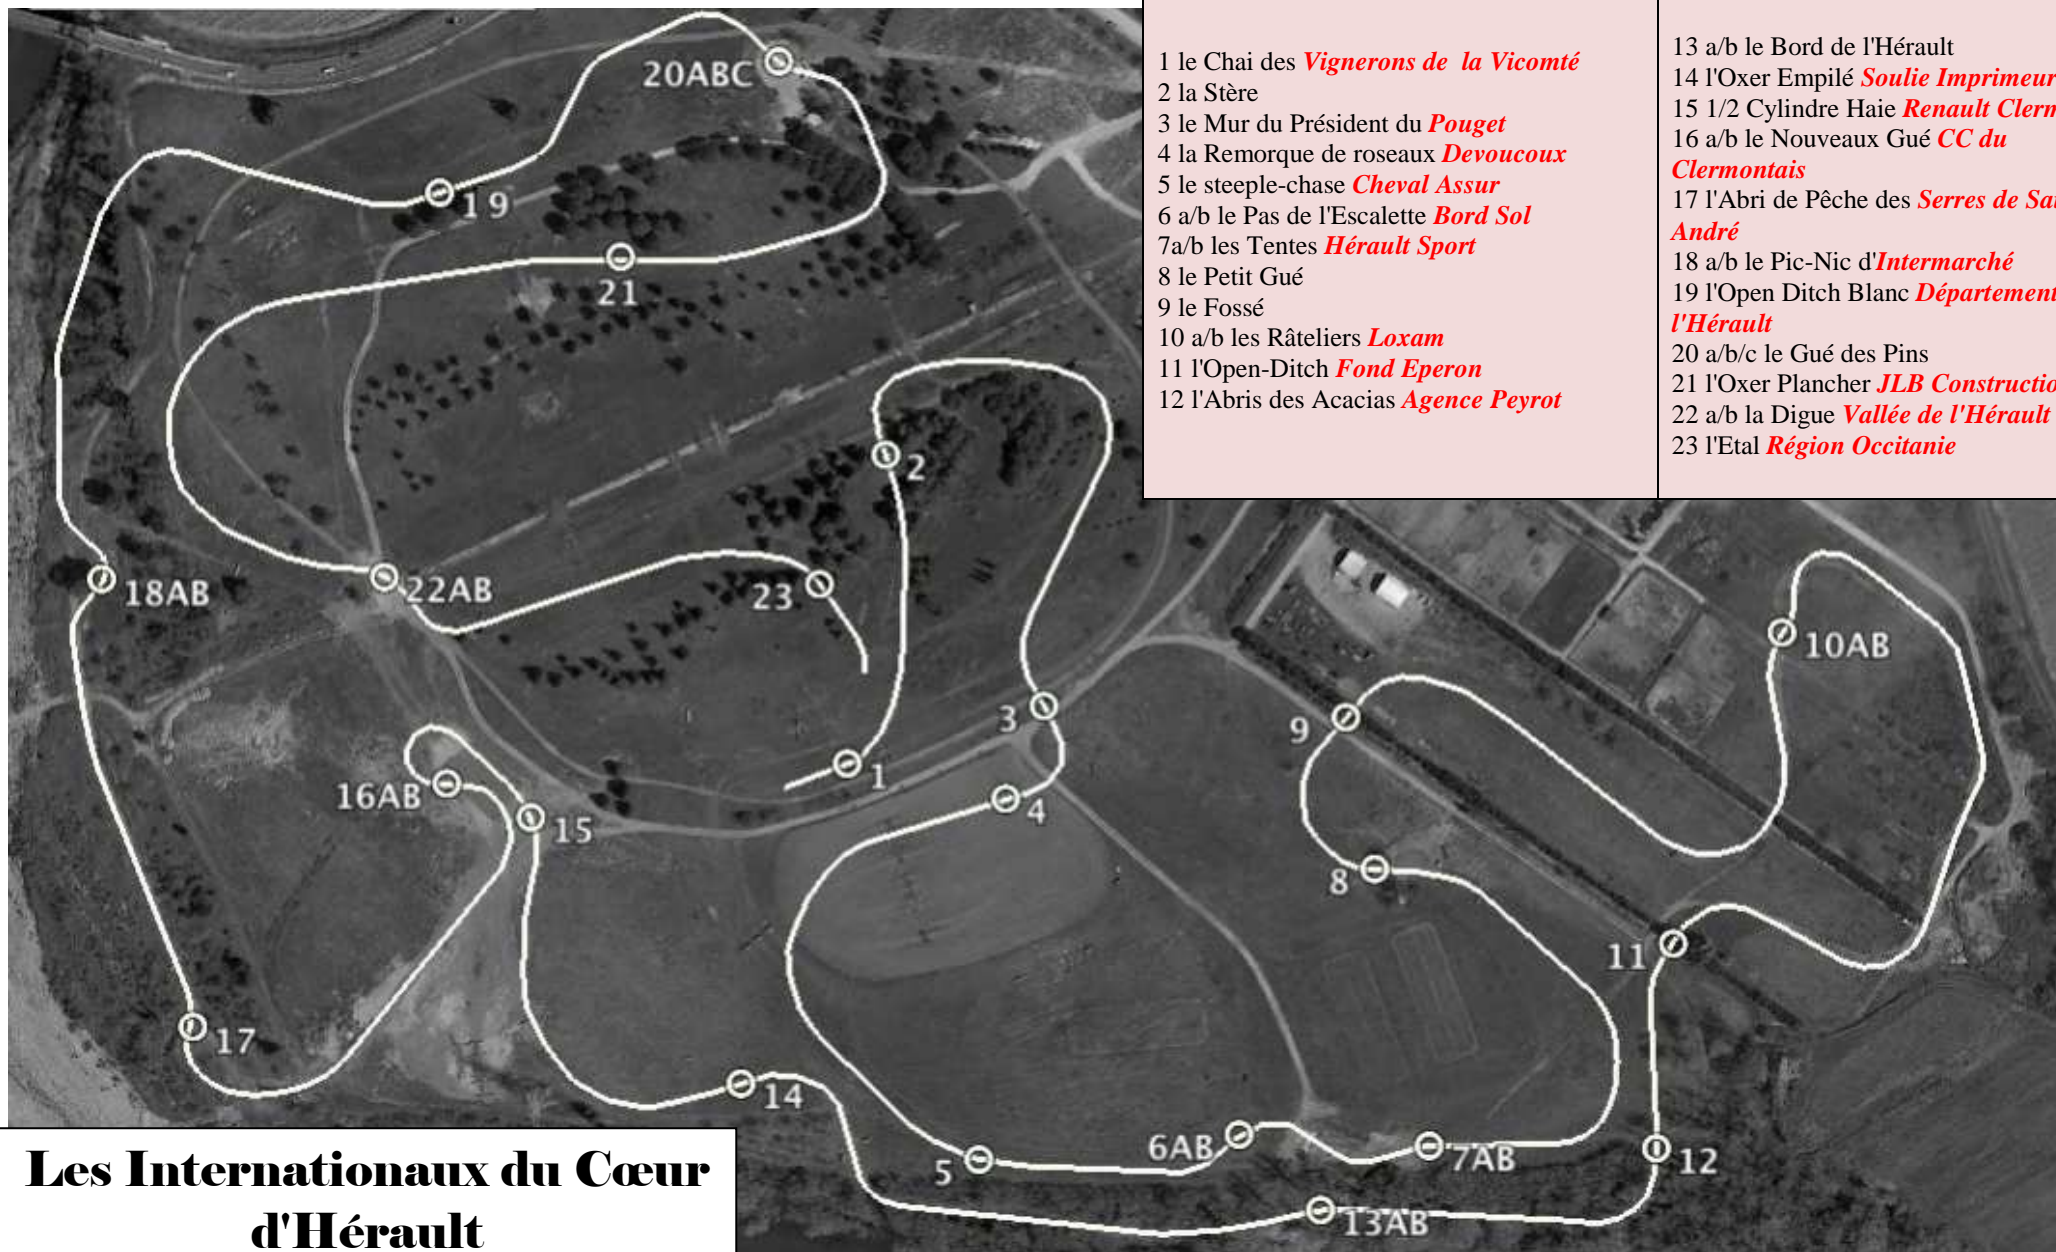 1 le Chai des Vignerons de la Vicomté
2 la Stère
3 le Mur du Président du Pouget
4 la Remorque de roseaux Devoucoux
5 le steeple-chase Cheval Assur
6 a/b le Pas de l'Escalette Bord Sol
7a/b les Tentes Hérault Sport
8 le Petit Gué
9 le Fossé
10 a/b les Râteliers Loxam
11 l'Open-Ditch Fond Eperon
12 l'Abris des Acacias Agence Peyrot
13 a/b le Bord de l'Hérault
14 l'Oxer Empilé Soulie Imprimeur
15 1/2 Cylindre Haie Renault
16 a/b le Nouveaux Gué CC du
Clermontais
17 l'Abri de Pêche des Serres de
André
18 a/b le Pic-Nic d'Intermarché
19 l'Open Ditch Blanc Département
l'Hérault
20 a/b/c le Gué des Pins
21 l'Oxer Plancher JLB
22 a/b la Digue Vallée de l'Hérault
23 l'Etal Région Occitanie
20ABC
19
21
2
18AB
22AB
23
10AB
3
9
1
16AB
4
15
8
11
17
14
6AB
5
7AB
12
13AB
Les Internationaux du Cœur
d'Hérault